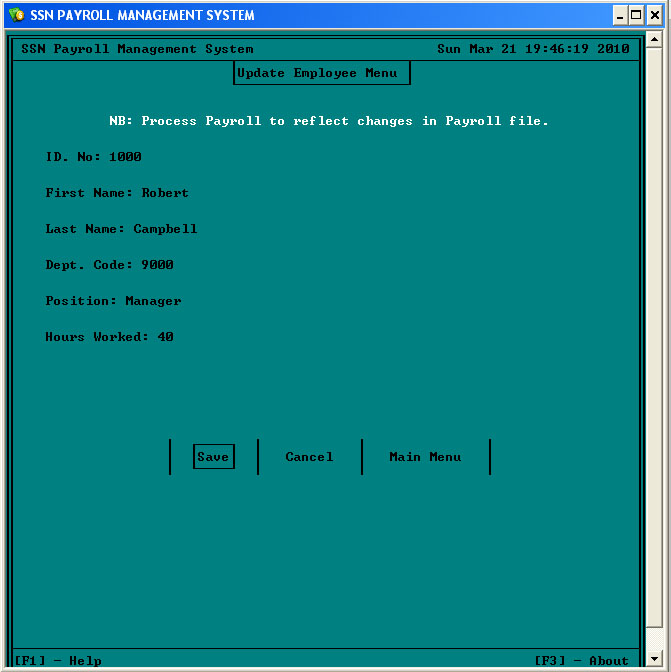 SSN PAYROLL MANAGEMENT SYSTEM
SSN Payroll Management System Sun Mar 21 19:46:19 2010
Update Employee Menu
NB: Process Payroll to reflect changes in Payroll file.
ID. No: 1000
First Name: Robert
Last Name: Campbell
Dept. Code: 9000
Position: Manager
Hours Worked: 40
Save Cancel Main Menu
[F1] - Help [F3] - About